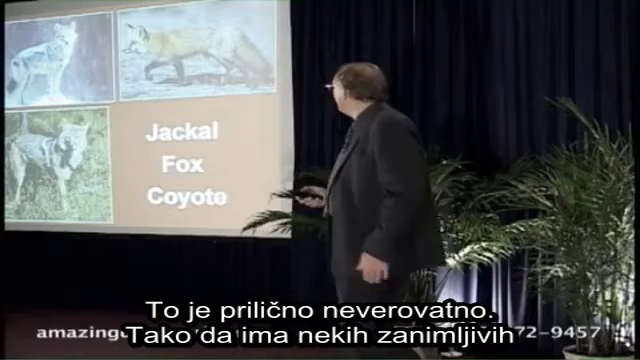 Jackal
Fox
Coyote
To je prilično neverovatno.
Tako da ima nekih zanimljivih
72-9457